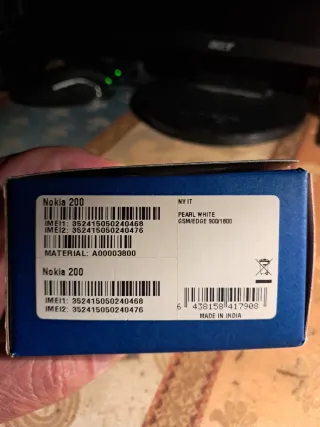 acer
Nokia 200
IMEI1: 352415050240468
IMEI2: 352415050240476
MATERIAL: A00003800
NV IT
PEARL WHITE
GSM/EDGE 900/1800
Nokia 200
IMEI1: 352415050240468
IMEI2: 352415050240476
6 438158 417908
MADE IN INDIA